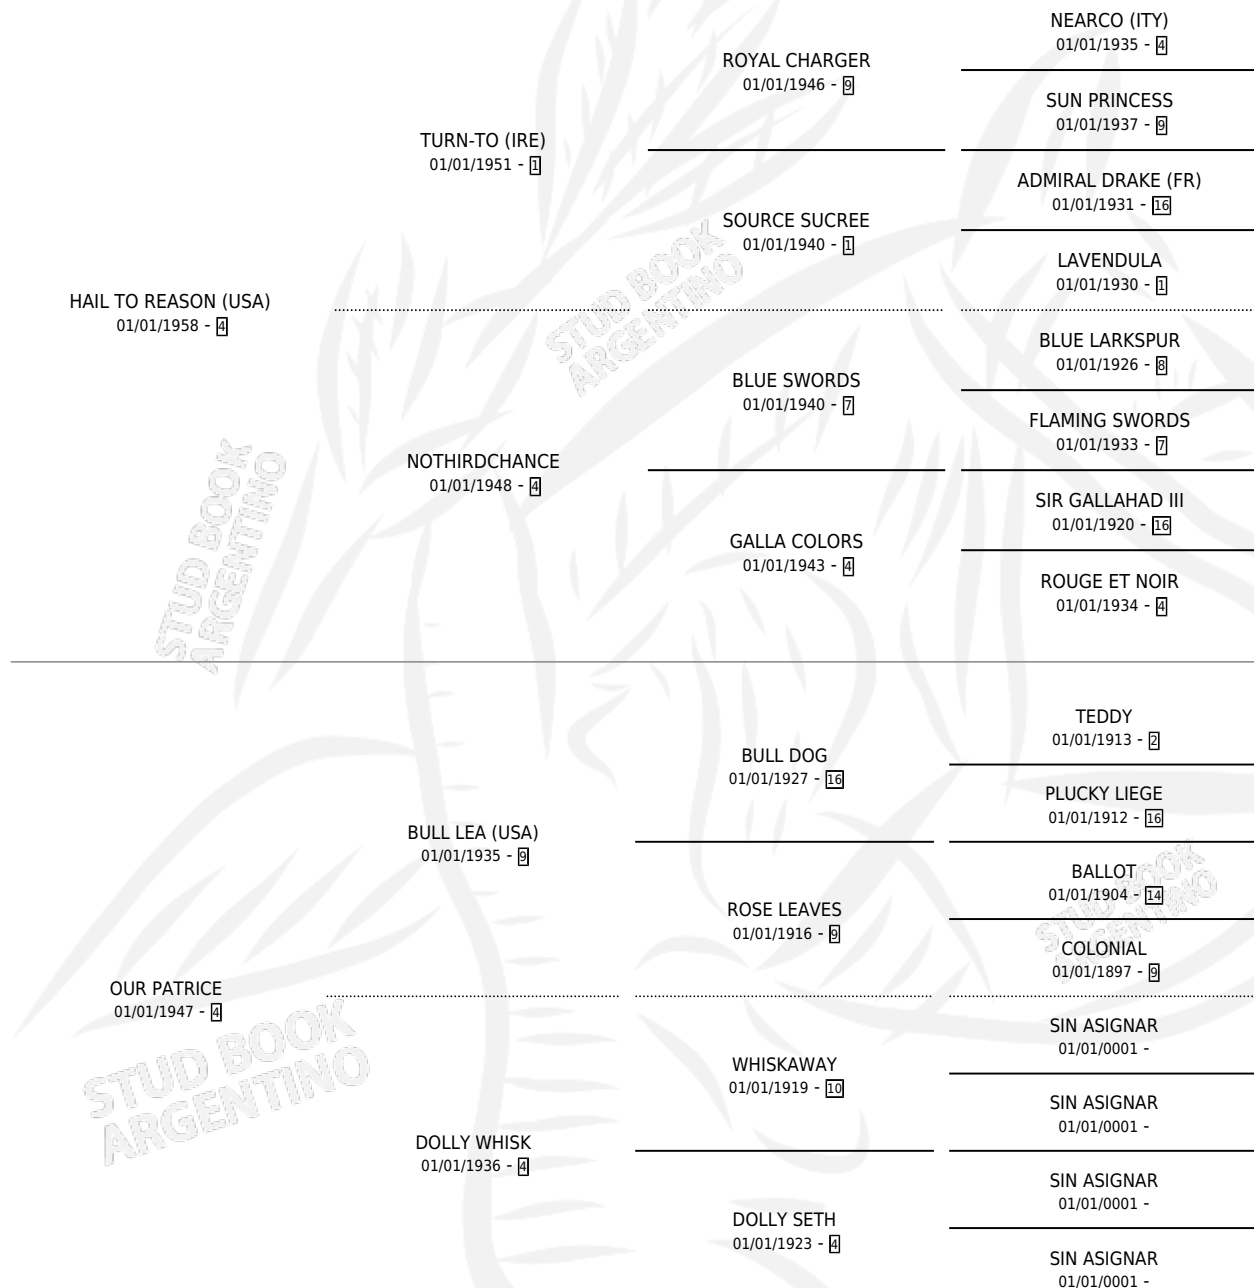 NEARCO (ITY)
01/01/1935 - 4
ROYAL CHARGER
01/01/1946 - 9
SUN PRINCESS
01/01/1937 - 9
TURN-TO (IRE)
01/01/1951 - 1
ADMIRAL DRAKE (FR)
01/01/1931 - 16
SOURCE SUCREE
01/01/1940 - 1
LAVENDULA
01/01/1930 - 1
HAIL TO REASON (USA)
01/01/1958 - 4
BLUE LARKSPUR
01/01/1926 - 8
BLUE SWORDS
01/01/1940 - 7
FLAMING SWORDS
01/01/1933 - 7
NOTHIRDCHANCE
01/01/1948 - 4
SIR GALLAHAD III
01/01/1920 - 16
GALLA COLORS
01/01/1943 - 4
ROUGE ET NOIR
01/01/1934 - 4
TEDDY
01/01/1913 - 2
BULL DOG
01/01/1927 - 16
PLUCKY LIEGE
01/01/1912 - 16
BULL LEA (USA)
01/01/1935 - 9
BALLOT
01/01/1904 - 14
ROSE LEAVES
01/01/1916 - 9
COLONIAL
01/01/1897 - 9
OUR PATRICE
01/01/1947 - 4
SIN ASIGNAR
01/01/0001 -
WHISKAWAY
01/01/1919 - 10
SIN ASIGNAR
01/01/0001 -
DOLLY WHISK
01/01/1936 - 4
SIN ASIGNAR
01/01/0001 -
DOLLY SETH
01/01/1923 - 4
SIN ASIGNAR
01/01/0001 -
STUD BOOK
ARGENTINO
STUD BOOK
ARGENTINO
STUD BOOK
ARGENTINO
STUD BOOK
ARGENTINO